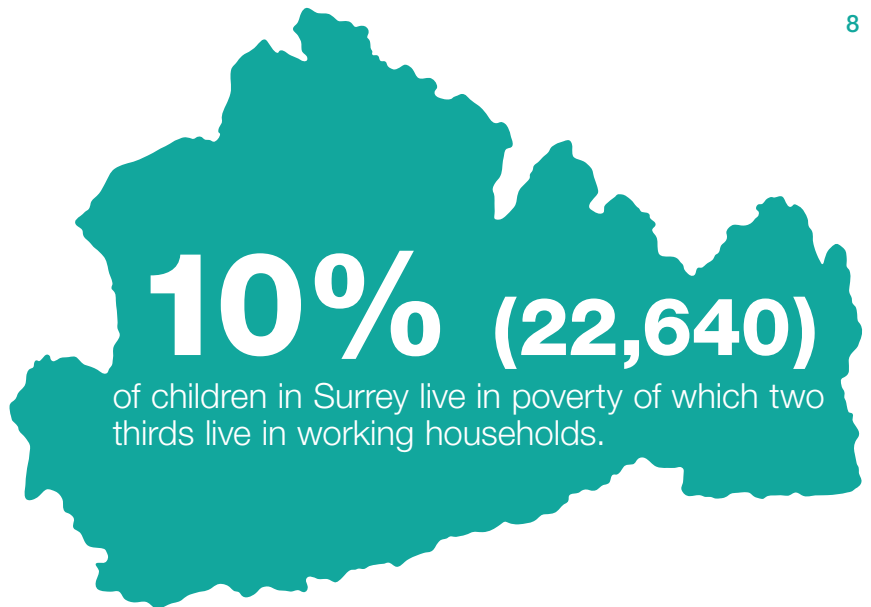 8
10% (22,640)
of children in Surrey live in poverty of which two
thirds live in working households.